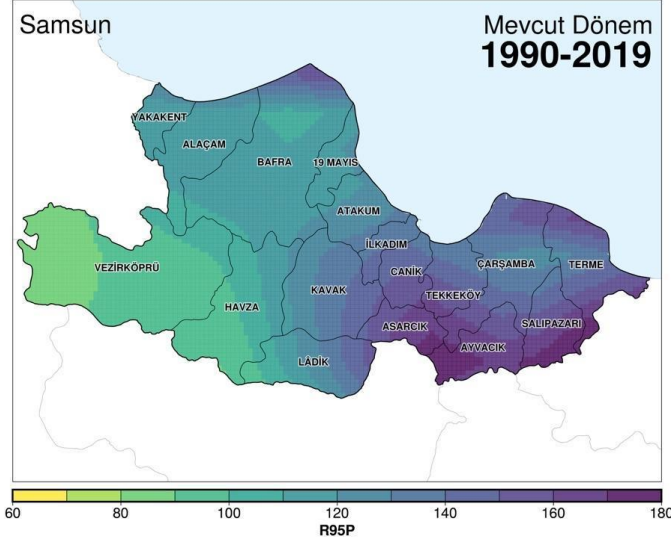 Samsun
Mevcut Dönem
1990-2019
YAKAKENT
ALAÇAM
BAFRA
19 MAYIS
ATAKUM
İLKADIM
CANİK
ÇARŞAMBA
TERME
VEZİRKÖPRÜ
KAVAK
TEKKEKÖY
HAVZA
ASARCIK
SALIPAZARI
AYVACIK
LÂDİK
60
80
100
120
140
160
180
R95P